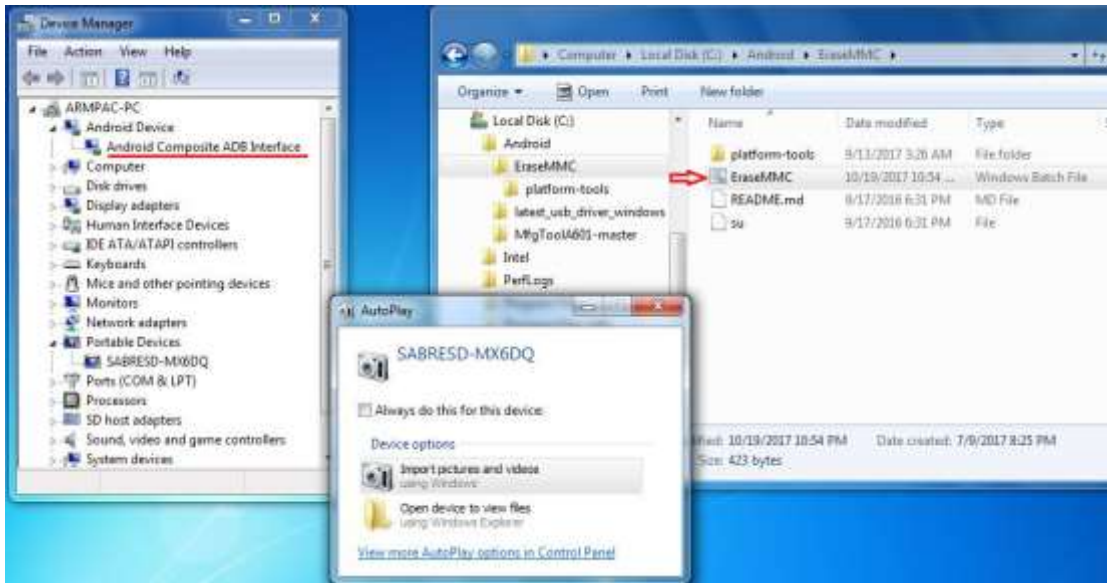 Device Manager
File Action View Help
ARMPAC-PC
Android Device
Android Composite ADB Interface
Computer
Disk drives
Display adapters
Human Interface Devices
IDE ATA/ATAPI controllers
Keyboards
Mice and other pointing devices
Monitors
Network adapters
Portable Devices
SABRESD-MX6DQ
Ports (COM & LPT)
Processors
SD host adapters
Sound, video and game controllers
System devices
Computer Local Disk (C:) Android EraseMMC
Organize Open Print New folder
Local Disk (C:)
Android
EraseMMC
platform-tools
latest_usb_driver_windows
MfgToolA601-master
Intel
PerfLogs
Name Date modified Type
platform-tools 9/13/2017 3:26 AM File folder
EraseMMC 10/19/2017 10:54 ... Windows Batch File
README.md 9/17/2016 6:31 PM MD File
su 9/17/2016 6:31 PM File
10/19/2017 10:54 PM Date created: 7/9/2017 8:25 PM
Size: 423 bytes
AutoPlay
SABRESD-MX6DQ
Always do this for this device:
Device options
Import pictures and videos
using Windows
Open device to view files
using Windows Explorer
View more AutoPlay options in Control Panel